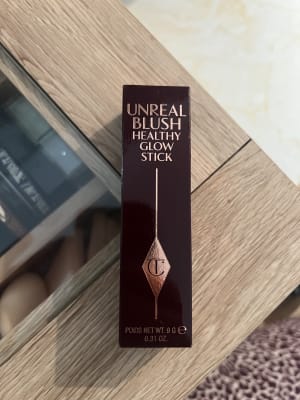 UNREAL
BLUSH
HEALTHY
GLOW
STICK
CT
POIDS NET WT. 9 G ℮
0.31 OZ.